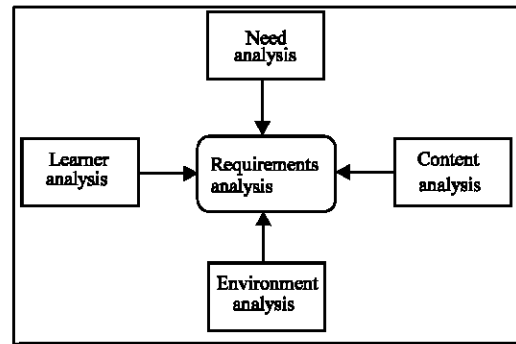 Need
analysis
Learner
analysis
Requirements
analysis
Content
analysis
Environment
analysis